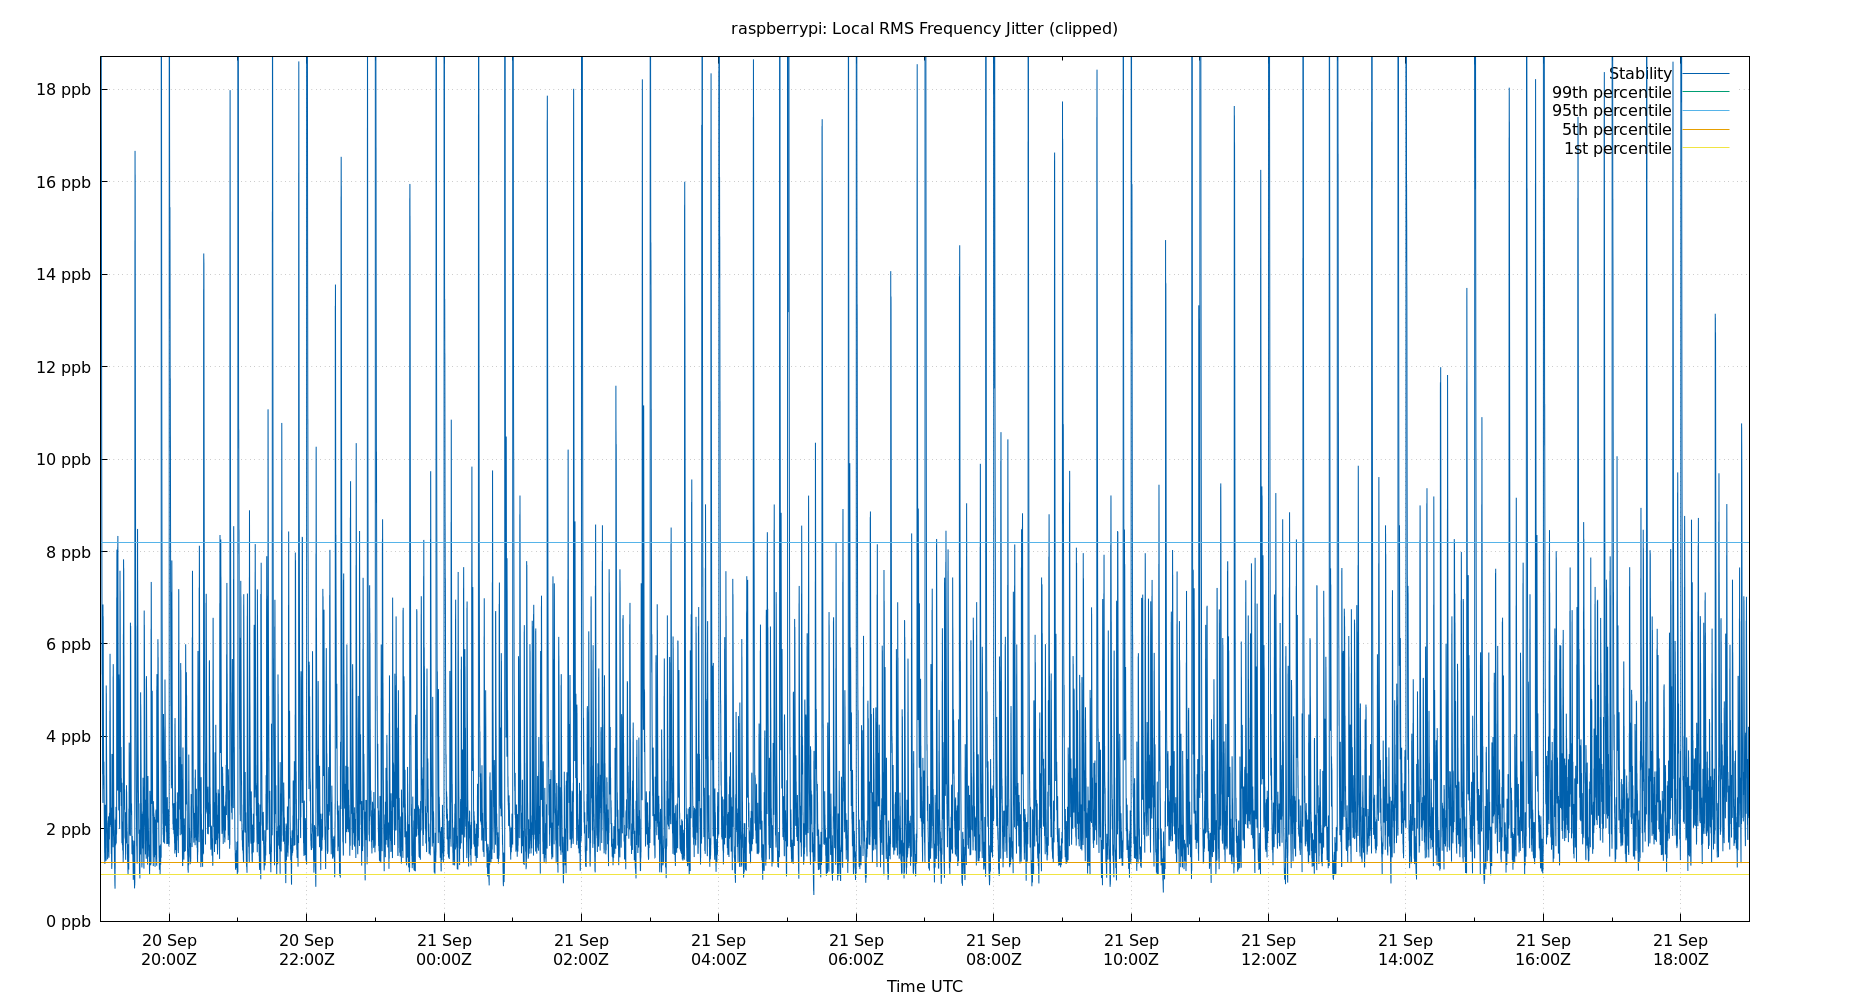 raspberrypi: Local RMS Frequency Jitter (clipped)
Stability
99th percentile
95th percentile
5th percentile
1st percentile
18 ppb
16 ppb
14 ppb
12 ppb
10 ppb
8 ppb
6 ppb
4 ppb
2 ppb
0 ppb
20 Sep 20 Sep 21 Sep 21 Sep 21 Sep 21 Sep 21 Sep 21 Sep 21 Sep 21 Sep 21 Sep 21 Sep
20:00Z 22:00Z 00:00Z 02:00Z 04:00Z 06:00Z 08:00Z 10:00Z 12:00Z 14:00Z 16:00Z 18:00Z
Time UTC